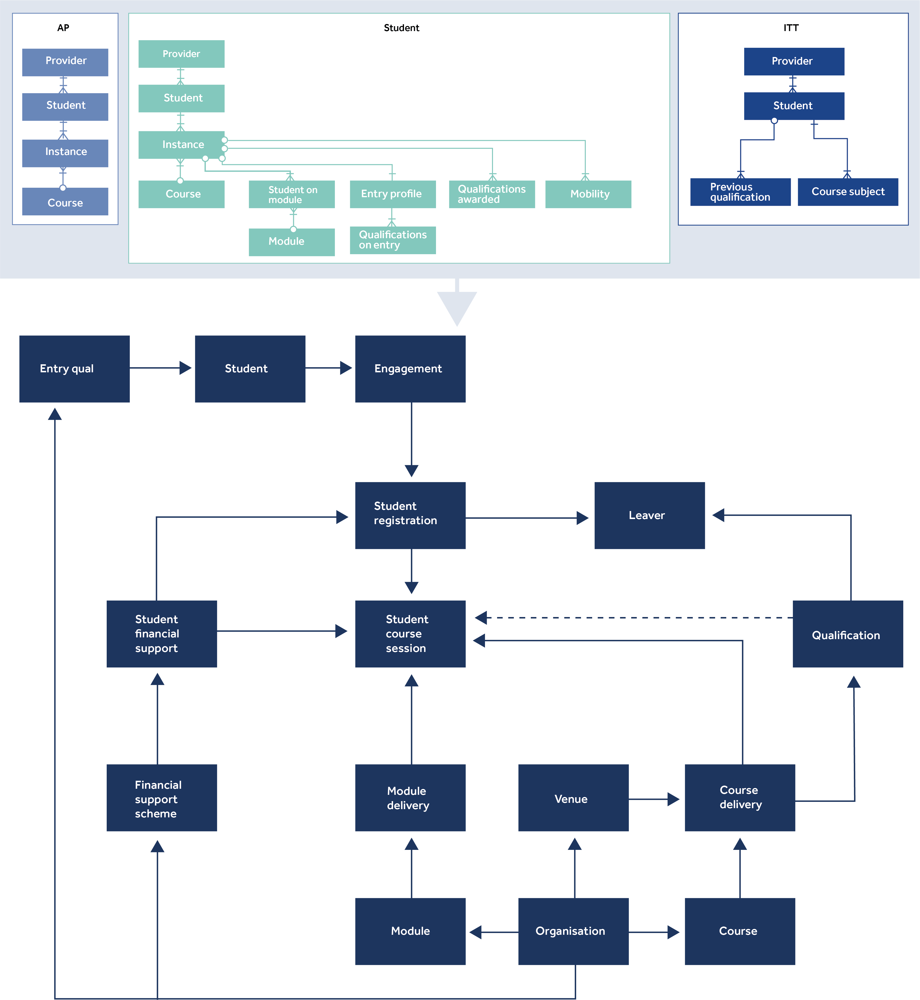 AP
Provider
Student
Instance
Course
Student
Provider
Student
Instance
Course
Student on
module
Module
Entry profile
Qualifications
on entry
Qualifications
awarded
Mobility
ITT
Provider
Student
Previous
qualification
Course subject
Entry qual
Student
Engagement
Student
registration
Leaver
Student
financial
support
Student
course
session
Qualification
Financial
support
scheme
Module
delivery
Venue
Course
delivery
Module
Organisation
Course